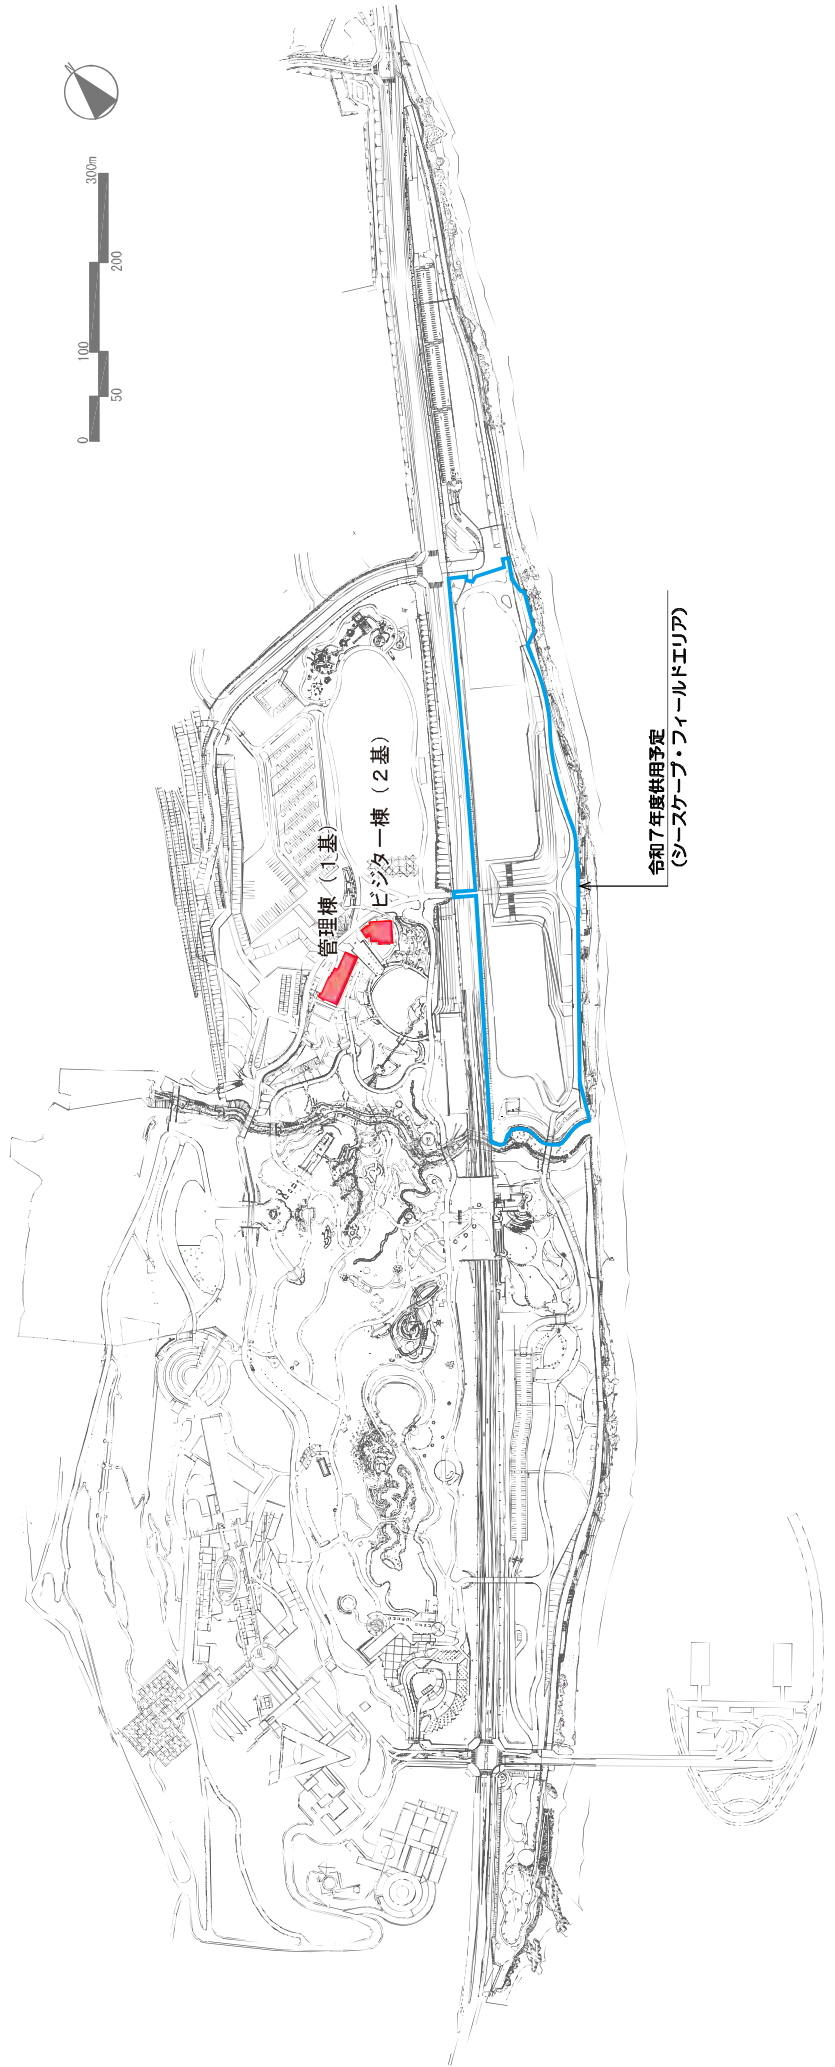 N
0
50
100
200
300m
管理棟（１基）
ビジター棟（２基）
令和７年度供用予定
（シースケープ・フィールドエリア）